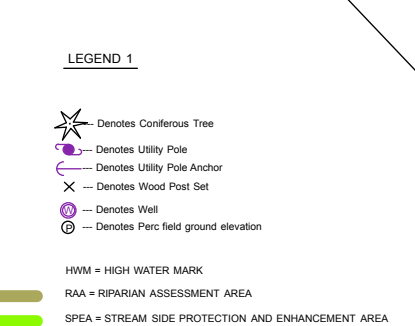 LEGEND 1
--- Denotes Coniferous Tree
--- Denotes Utility Pole
--- Denotes Utility Pole Anchor
--- Denotes Wood Post Set
W --- Denotes Well
P --- Denotes Perc field ground elevation
HWM = HIGH WATER MARK
RAA = RIPARIAN ASSESSMENT AREA
SPEA = STREAM SIDE PROTECTION AND ENHANCEMENT AREA